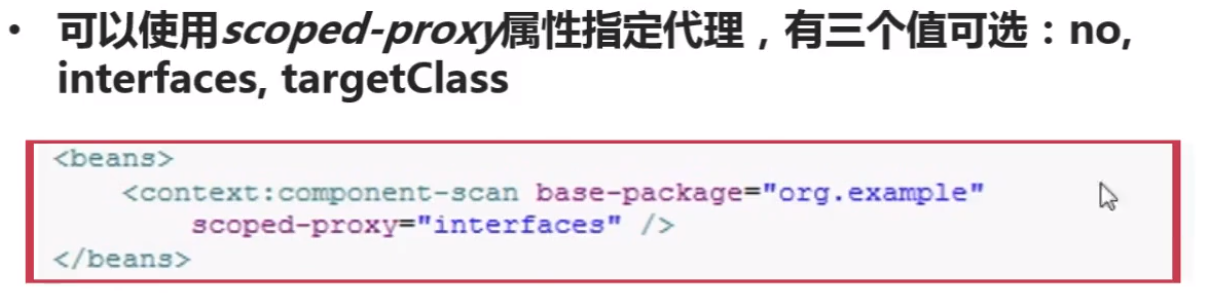 • 可以使用scoped-proxy属性指定代理，有三个值可选：no,
interfaces, targetClass
<beans>
<context:component-scan base-package="org.example"
scoped-proxy="interfaces" />
</beans>